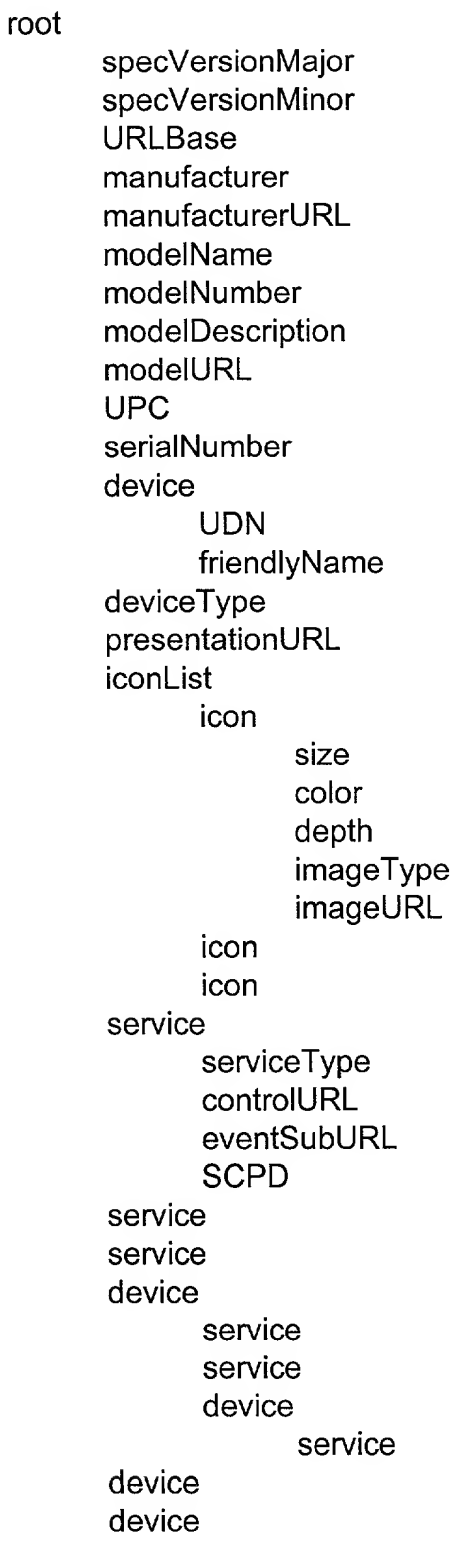 root
specVersionMajor
specVersionMinor
URLBase
manufacturer
manufacturerURL
modelName
modelNumber
modelDescription
modelURL
UPC
serialNumber
device
UDN
friendlyName
deviceType
presentationURL
iconList
icon
size
color
depth
imageType
imageURL
icon
icon
service
serviceType
controlURL
eventSubURL
SCPD
service
service
device
service
service
device
service
device
device